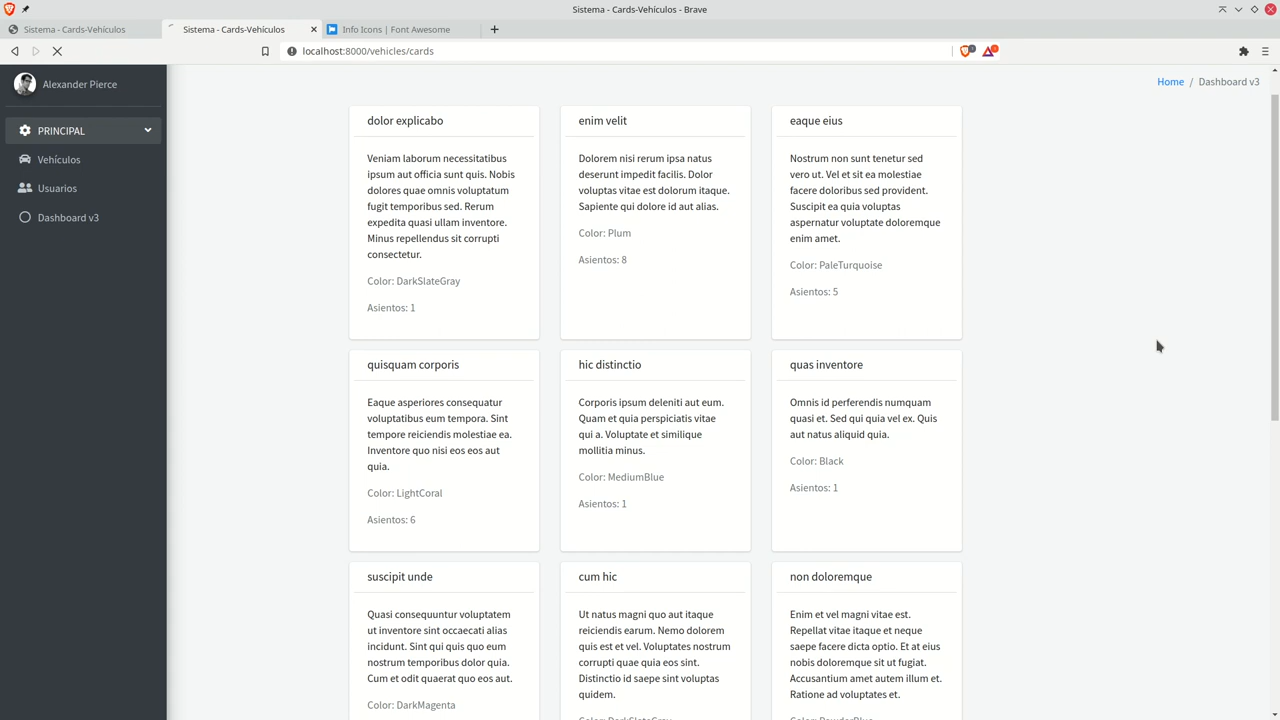 Sistema - Cards-Vehículos - Brave
Sistema - Cards-Vehículos
Sistema - Cards-Vehículos
Info Icons | Font Awesome
localhost:8000/vehicles/cards
Alexander Pierce
PRINCIPAL
Vehículos
Usuarios
Dashboard v3
Home / Dashboard v3
dolor explicabo
Veniam laborum necessitatibus
ipsum aut officia sunt quis. Nobis
dolores quae omnis voluptatum
fugit temporibus sed. Rerum
expedita quasi ullam inventore.
Minus repellendus sit corrupti
consectetur.
Color: DarkSlateGray
Asientos: 1
enim velit
Dolorem nisi rerum ipsa natus
deserunt impedit facilis. Dolor
voluptas vitae est dolorum itaque.
Sapiente qui dolore id aut alias.
Color: Plum
Asientos: 8
eaque eius
Nostrum non sunt tenetur sed
vero ut. Vel et sit ea molestiae
facere doloribus sed provident.
Suscipit ea quia voluptas
aspernatur voluptate doloremque
enim amet.
Color: PaleTurquoise
Asientos: 5
quisquam corporis
Eaque asperiores consequatur
voluptatibus eum tempora. Sint
tempore reiciendis molestiae ea.
Inventore quo nisi eos eos aut
quia.
Color: LightCoral
Asientos: 6
hic distinctio
Corporis ipsum deleniti aut eum.
Quam et quia perspiciatis vitae
qui a. Voluptate et similique
mollitia minus.
Color: MediumBlue
Asientos: 1
quas inventore
Omnis id perferendis numquam
quasi et. Sed qui quia vel ex. Quis
aut natus aliquid quia.
Color: Black
Asientos: 1
suscipit unde
Quasi consequuntur voluptatem
ut inventore sint occaecati alias
incidunt. Sint qui quis quo eum
nostrum temporibus dolor quia.
Cum et odit quaerat quo eos aut.
Color: DarkMagenta
cum hic
Ut natus magni quo aut itaque
reiciendis earum. Nemo dolorem
quis est et vel. Voluptates nostrum
corrupti quae quia eos sint.
Distinctio id saepe sint voluptas
quidem.
Color: DarkSlateGray
non doloremque
Enim et vel magni vitae est.
Repellat vitae itaque et neque
saepe facere dicta optio. Et at eius
nobis doloremque sit ut fugiat.
Accusantium amet autem illum et.
Ratione ad voluptates et.
Color: PowderBlue